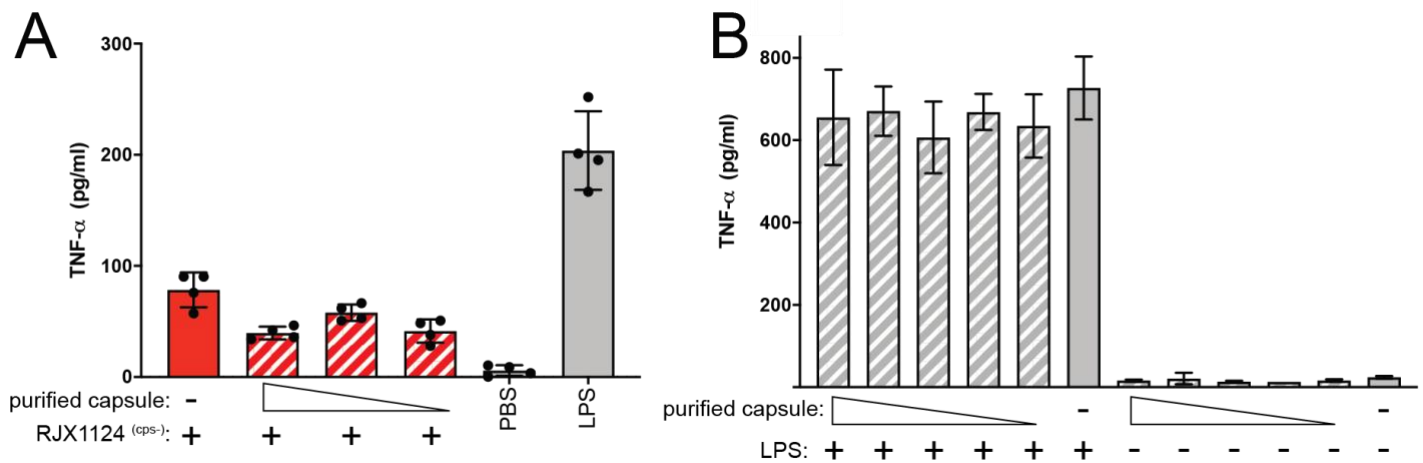 A
300
200
100
0
TNF-α (pg/ml)
purified capsule: -
RJX1124 (cps-): + + + +
PBS
LPS
B
800
600
400
200
TNF-α (pg/ml)
purified capsule: - -
LPS: + + + + + + - - - - - -